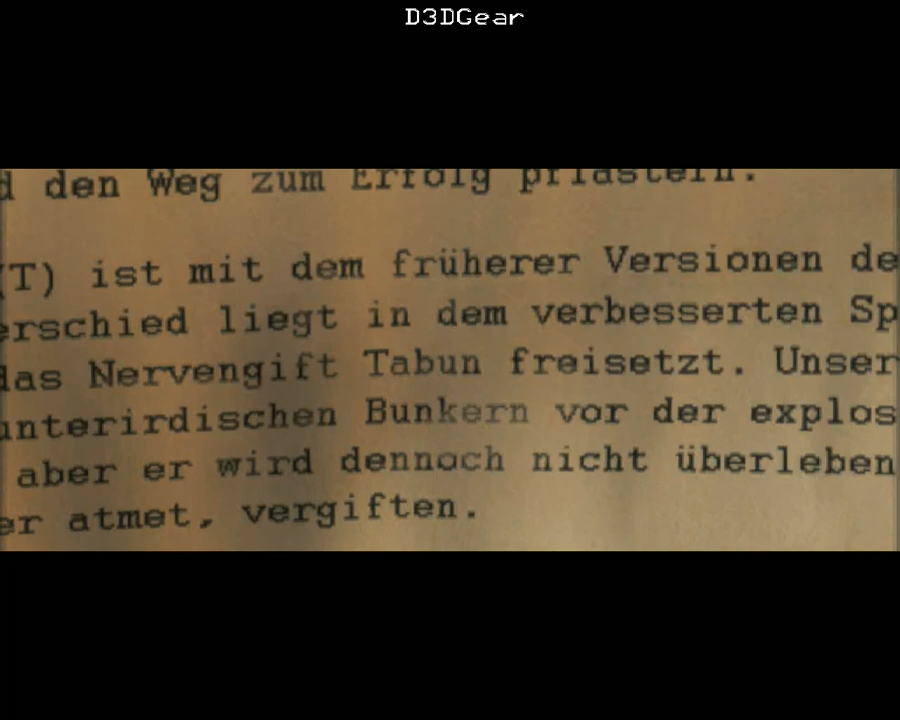 D3DGear
den Weg zum Erfolg pflastern.
(T) ist mit dem früherer Versionen de
erschied liegt in dem verbesserten Sp
das Nervengift Tabun freisetzt. Unser
unterirdischen Bunkern vor der explos
aber er wird dennoch nicht überleben
er atmet, vergiften.